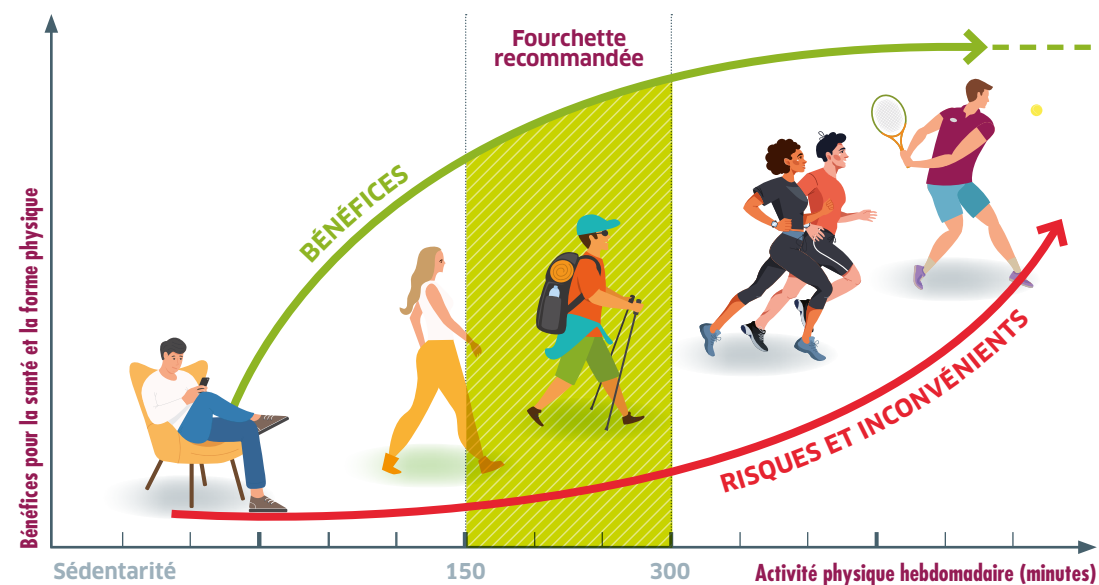 Fourchette
recommandée
BÉNÉFICES
Bénéfices pour la santé et la forme physique
RISQUES ET INCONVÉNIENTS
Sédentarité
150
300
Activité physique hebdomadaire (minutes)